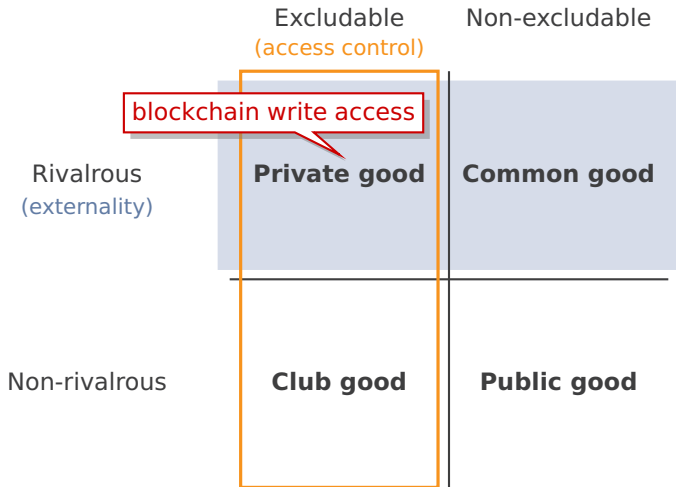 Excludable
(access control)
Non-excludable
blockchain write access
Rivalrous
(externality)
Private good
Common good
Non-rivalrous
Club good
Public good